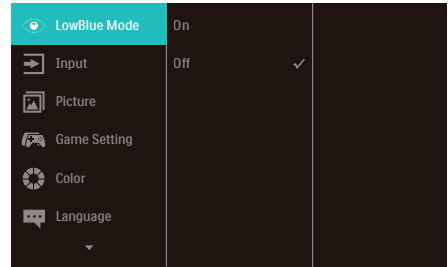 LowBlue Mode
On
Input
Off
Picture
Game Setting
Color
Language